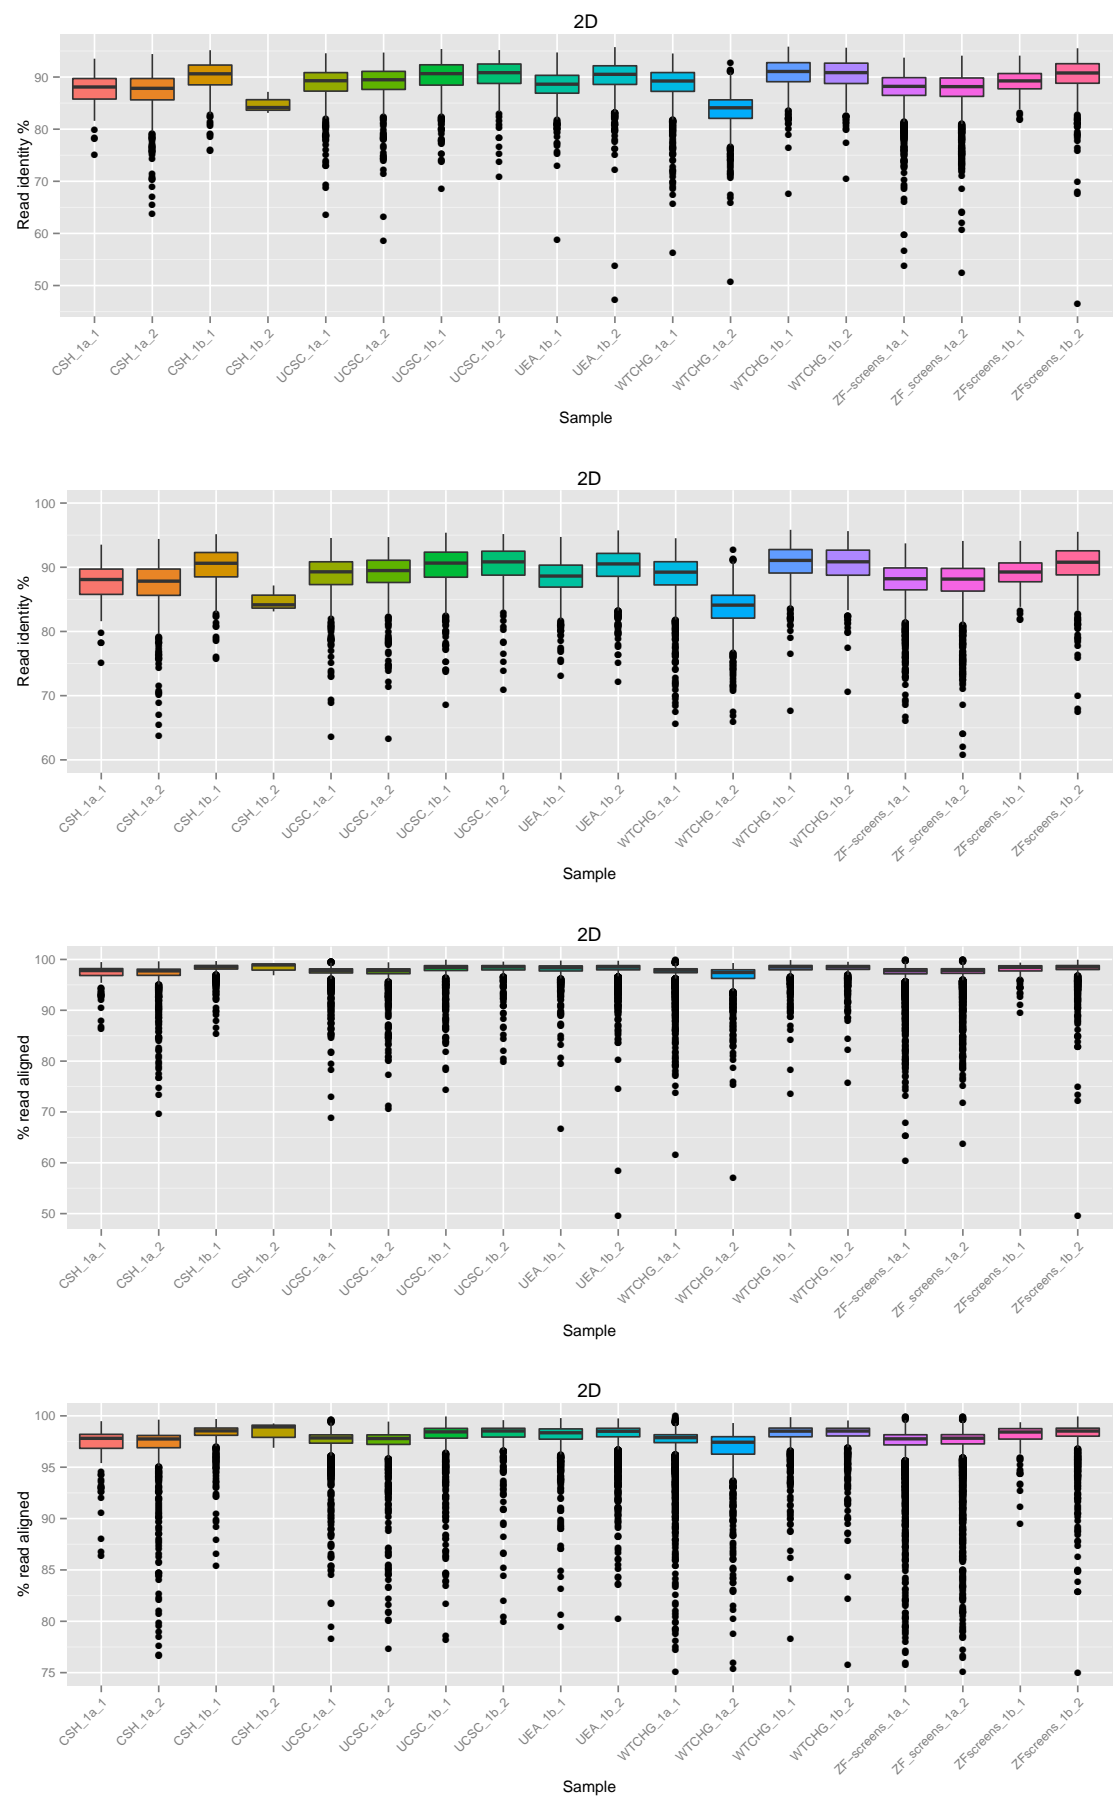 2D
Read identity %
90
80
70
60
50
CSH_1a_1
CSH_1a_2
CSH_1b_1
CSH_1b_2
UCSC_1a_1
UCSC_1a_2
UCSC_1b_1
UCSC_1b_2
UEA_1b_1
UEA_1b_2
WTCHG_1a_1
WTCHG_1a_2
WTCHG_1b_1
WTCHG_1b_2
ZF−screens_1a_1
ZF_screens_1a_2
ZFscreens_1b_1
ZFscreens_1b_2
Sample
2D
Read identity %
100
90
80
70
60
CSH_1a_1
CSH_1a_2
CSH_1b_1
CSH_1b_2
UCSC_1a_1
UCSC_1a_2
UCSC_1b_1
UCSC_1b_2
UEA_1b_1
UEA_1b_2
WTCHG_1a_1
WTCHG_1a_2
WTCHG_1b_1
WTCHG_1b_2
ZF−screens_1a_1
ZF_screens_1a_2
ZFscreens_1b_1
ZFscreens_1b_2
Sample
2D
% read aligned
100
90
80
70
60
50
CSH_1a_1
CSH_1a_2
CSH_1b_1
CSH_1b_2
UCSC_1a_1
UCSC_1a_2
UCSC_1b_1
UCSC_1b_2
UEA_1b_1
UEA_1b_2
WTCHG_1a_1
WTCHG_1a_2
WTCHG_1b_1
WTCHG_1b_2
ZF−screens_1a_1
ZF_screens_1a_2
ZFscreens_1b_1
ZFscreens_1b_2
Sample
2D
% read aligned
100
95
90
85
80
75
CSH_1a_1
CSH_1a_2
CSH_1b_1
CSH_1b_2
UCSC_1a_1
UCSC_1a_2
UCSC_1b_1
UCSC_1b_2
UEA_1b_1
UEA_1b_2
WTCHG_1a_1
WTCHG_1a_2
WTCHG_1b_1
WTCHG_1b_2
ZF−screens_1a_1
ZF_screens_1a_2
ZFscreens_1b_1
ZFscreens_1b_2
Sample